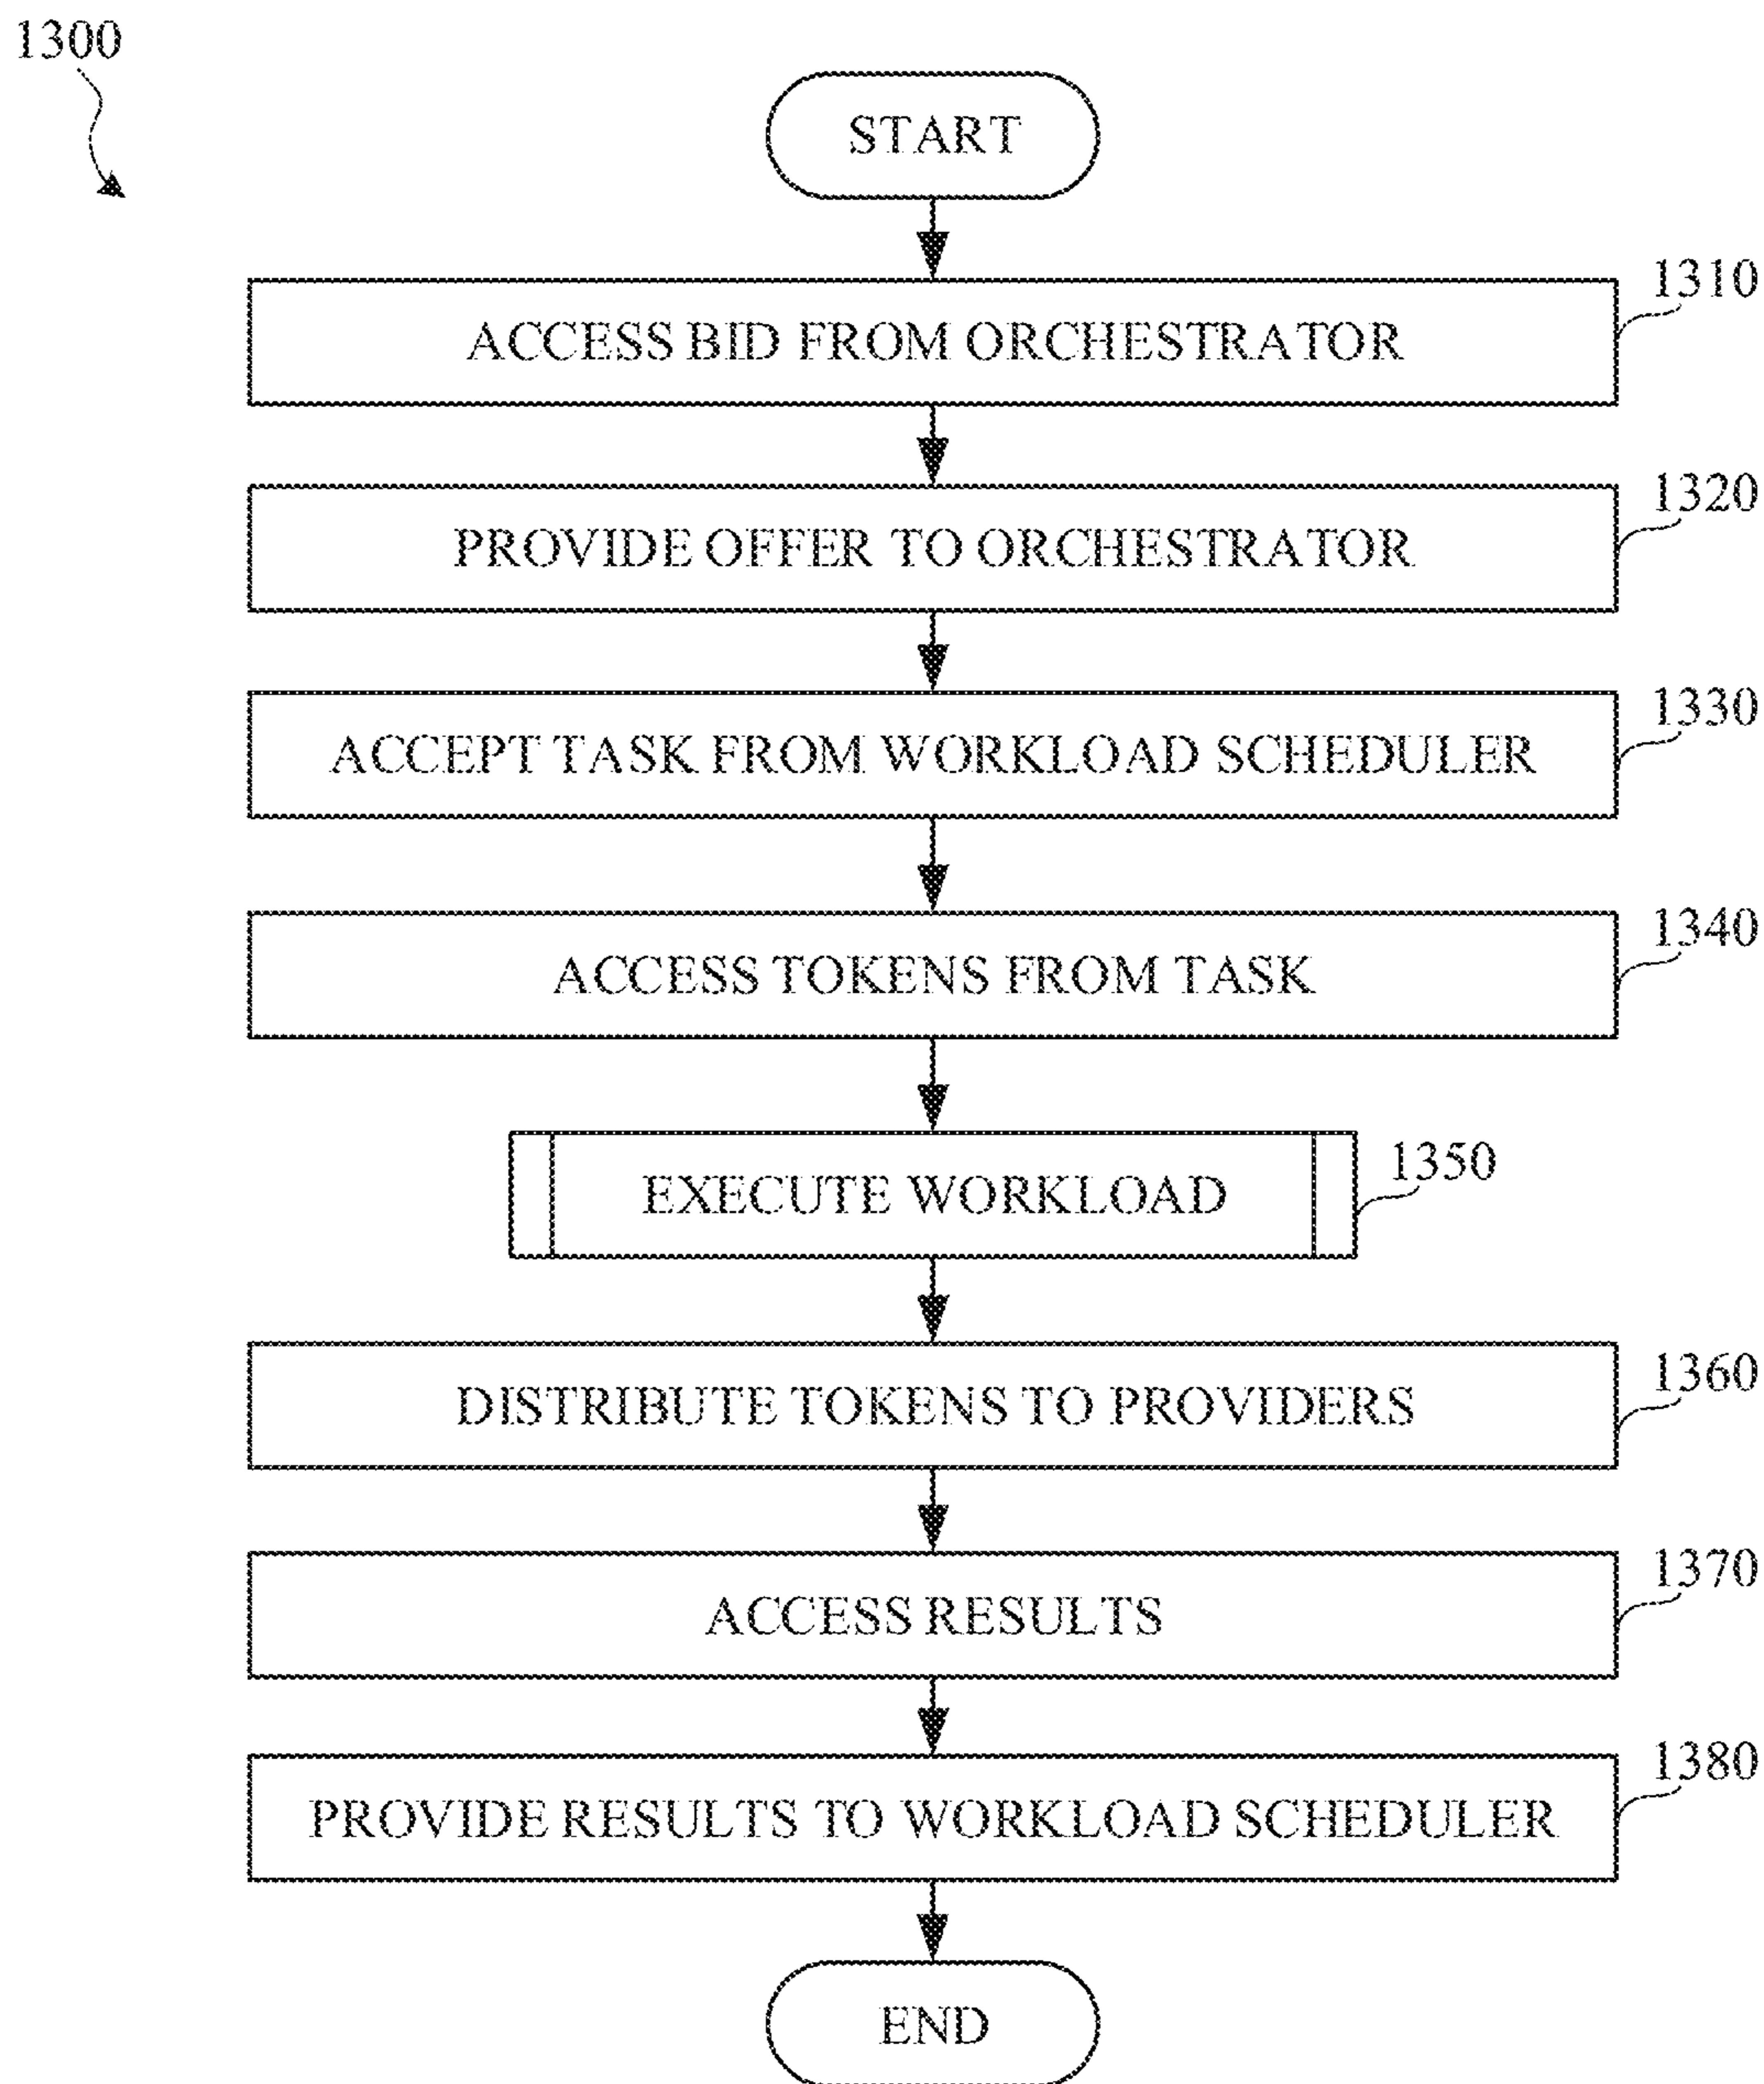 1300
START
1310
ACCESS BID FROM ORCHESTRATOR
1320
PROVIDE OFFER TO ORCHESTRATOR
1330
ACCEPT TASK FROM WORKLOAD SCHEDULER
1340
ACCESS TOKENS FROM TASK
1350
EXECUTE WORKLOAD
1360
DISTRIBUTE TOKENS TO PROVIDERS
1370
ACCESS RESULTS
1380
PROVIDE RESULTS TO WORKLOAD SCHEDULER
END